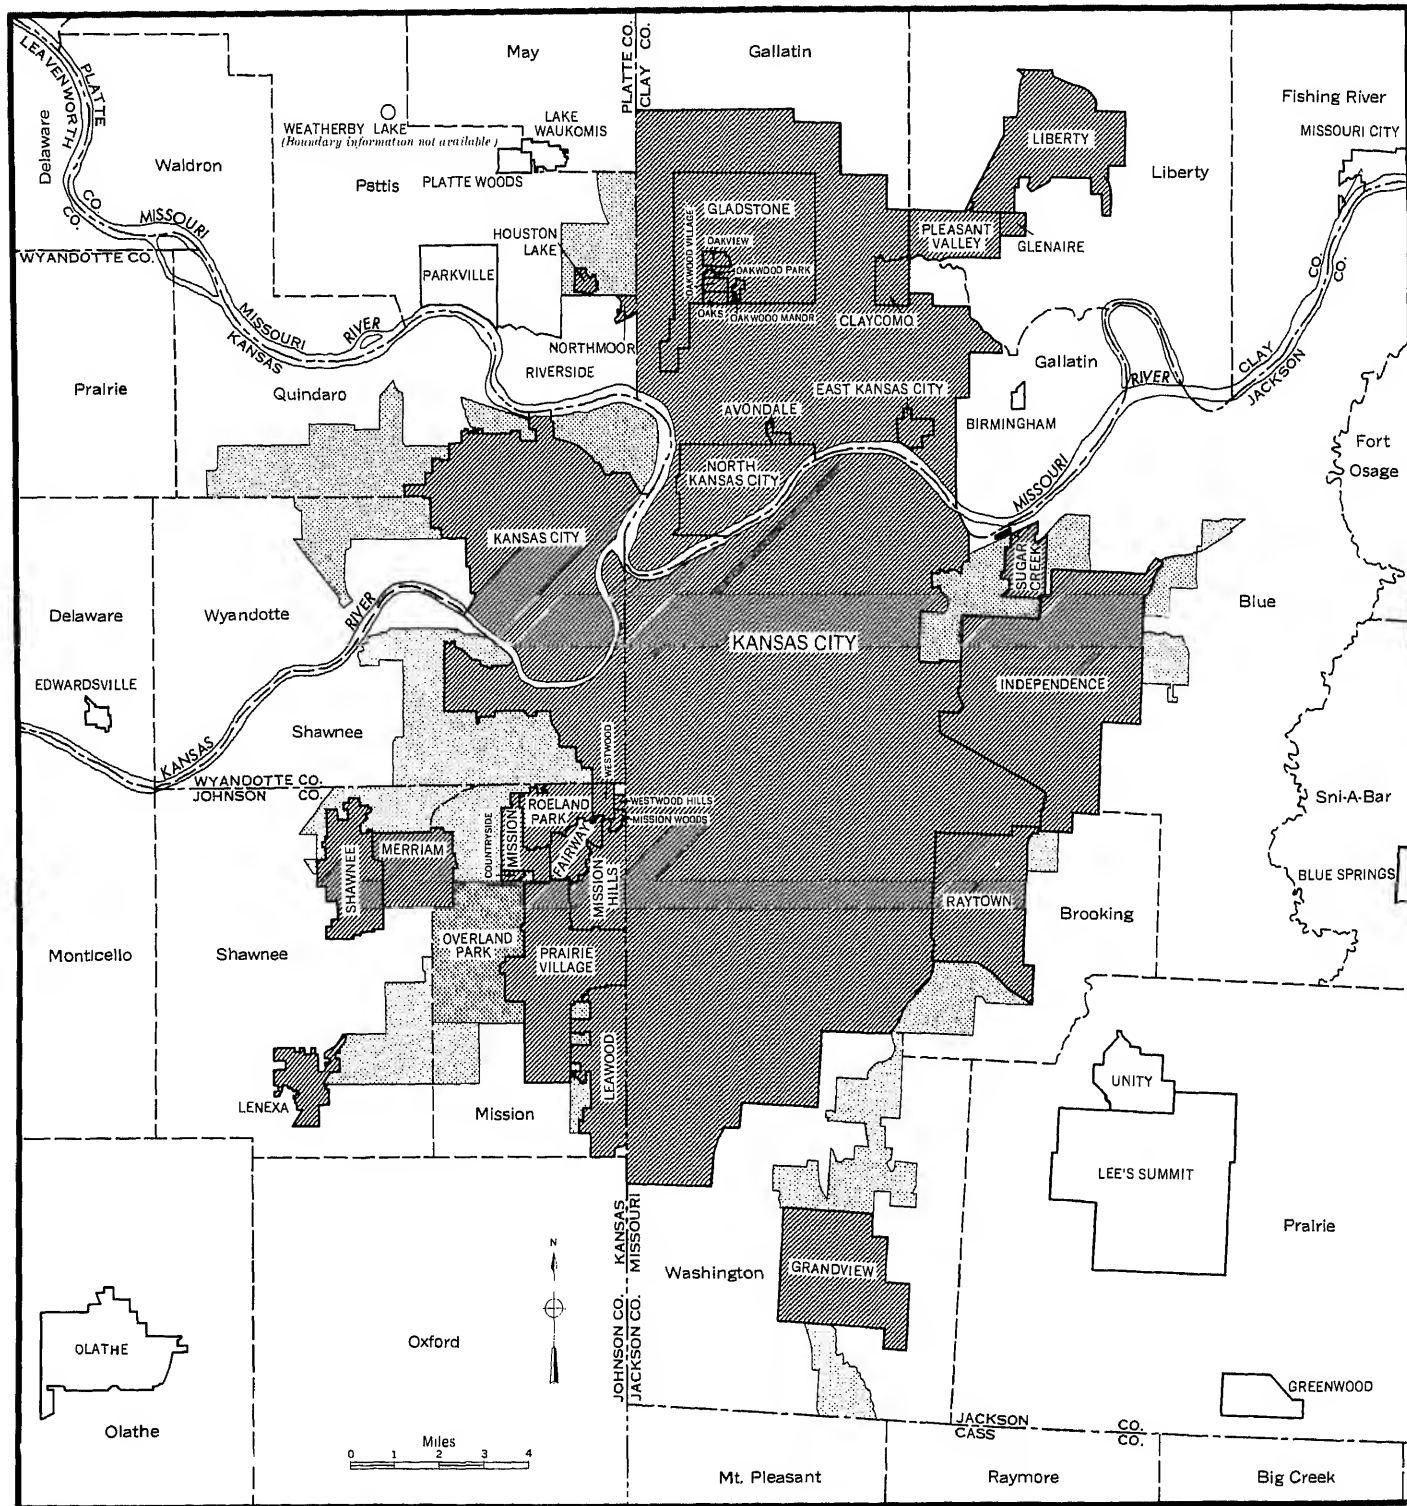 May
Gallatin
PLATTE CO.
CLAY CO.
PLATTE
LEAVENWORTH
CO.
CO.
Delaware
Waldron
WEATHERBY LAKE
(Boundary information not available)
LAKE
WAUKOMIS
PLATTE WOODS
Pettis
LIBERTY
Fishing River
MISSOURI CITY
Liberty
GLADSTONE
PLEASANT
VALLEY
GLENAIRE
HOUSTON
LAKE
OAKWOOD VILLAGE
OAKVIEW
OAKWOOD PARK
OAKS
OAKWOOD MANOR
CLAYCOMO
MISSOURI
WYANDOTTE CO.
PARKVILLE
MISSOURI
KANSAS
RIVER
NORTHMOOR
RIVERSIDE
Gallatin
CO.
CO.
CLAY
JACKSON
RIVER
Prairie
Quindaro
EAST KANSAS CITY
AVONDALE
BIRMINGHAM
Fort
Osage
NORTH
KANSAS CITY
MISSOURI
KANSAS CITY
SUGAR
CREEK
Delaware
Wyandotte
RIVER
Blue
KANSAS CITY
INDEPENDENCE
EDWARDSVILLE
Shawnee
KANSAS
WYANDOTTE CO.
JOHNSON CO.
WESTWOOD
WESTWOOD HILLS
MISSION WOODS
ROELAND
PARK
COUNTRYSIDE
MISSION
FAIRWAY
MISSION
HILLS
Sni-A-Bar
SHAWNEE
MERRIAM
BLUE SPRINGS
RAYTOWN
Brooking
Monticello
Shawnee
OVERLAND
PARK
PRAIRIE
VILLAGE
LEAWOOD
LENEXA
Mission
UNITY
LEE'S SUMMIT
Prairie
KANSAS
MISSOURI
Washington
GRANDVIEW
N
JOHNSON CO.
JACKSON CO.
OLATHE
Oxford
GREENWOOD
Olathe
JACKSON CO.
CASS CO.
Miles
0 1 2 3 4
Mt. Pleasant
Raymore
Big Creek